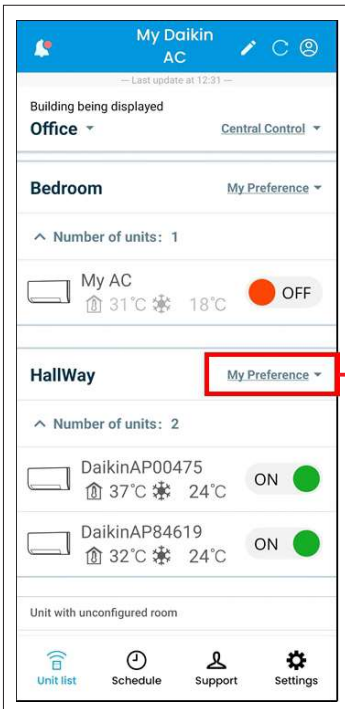 My Daikin
AC
— Last update at 12:31 —
Building being displayed
Office
Central Control
Bedroom
My Preference
Number of units: 1
My AC
31°C 18°C
OFF
HallWay
My Preference
Number of units: 2
DaikinAP00475
37°C 24°C
ON
DaikinAP84619
32°C 24°C
ON
Unit with unconfigured room
Unit list Schedule Support Settings